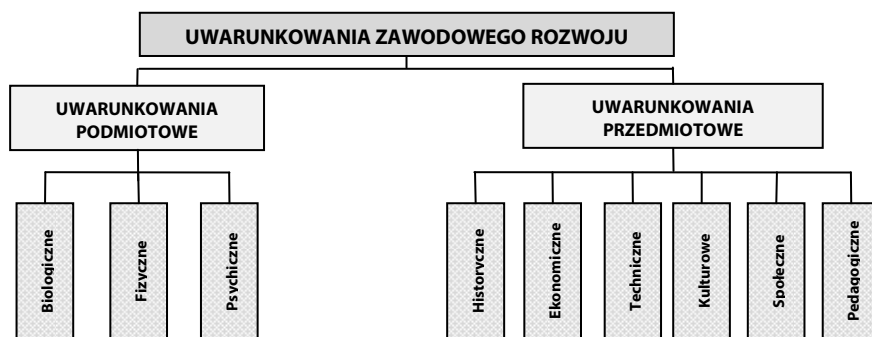 UWARUNKOWANIA ZAWODOWEGO ROZWOJU
UWARUNKOWANIA
PODMIOTOWE
UWARUNKOWANIA
PRZEDMIOTOWE
Biologiczne
Fizyczne
Psychiczne
Historyczne
Ekonomiczne
Techniczne
Kulturowe
Społeczne
Pedagogiczne